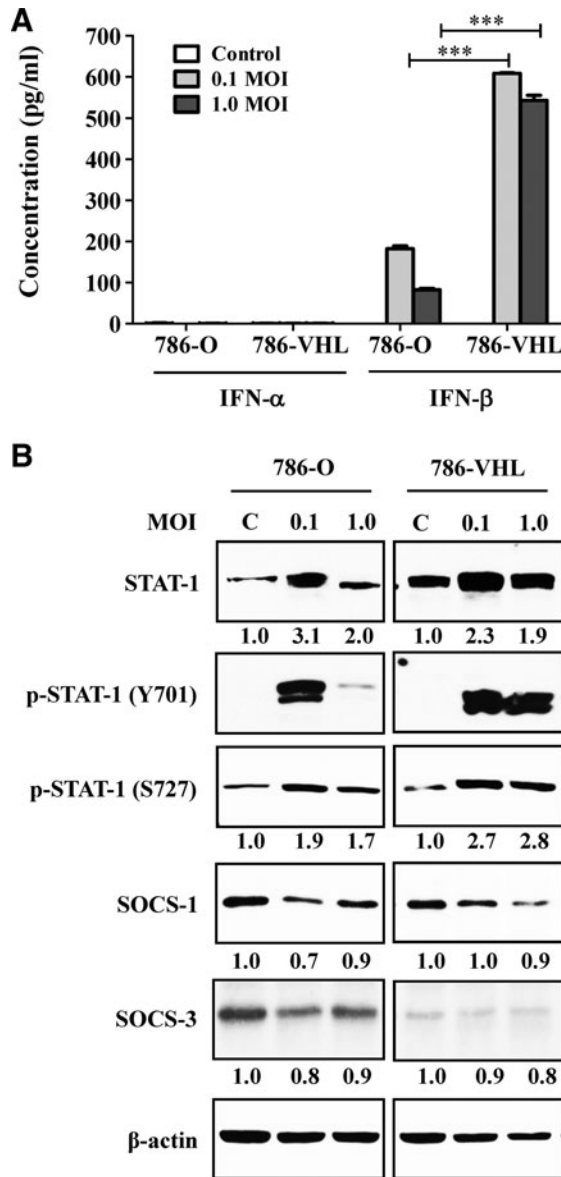 A
*** 
***
700
600
500
400
300
200
100
0
Concentration (pg/ml)
Control
0.1 MOI
1.0 MOI
786-O 786-VHL 786-O 786-VHL
IFN-α IFN-β
B
786-O 786-VHL
MOI C 0.1 1.0 C 0.1 1.0
STAT-1
1.0 3.1 2.0 1.0 2.3 1.9
p-STAT-1 (Y701)
p-STAT-1 (S727)
1.0 1.9 1.7 1.0 2.7 2.8
SOCS-1
1.0 0.7 0.9 1.0 1.0 0.9
SOCS-3
1.0 0.8 0.9 1.0 0.9 0.8
β-actin